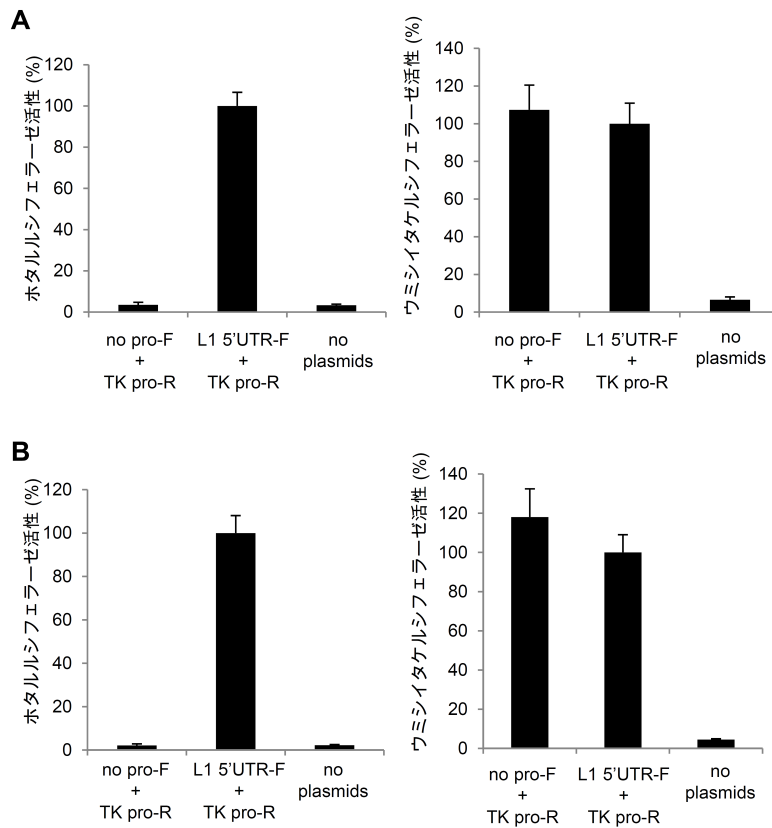 A
ホタルルシフェラーゼ活性 (%)
120
100
80
60
40
20
0
no pro-F
+
TK pro-R
L1 5’UTR-F
+
TK pro-R
no
plasmids
ウミシイタケルシフェラーゼ活性 (%)
140
120
100
80
60
40
20
0
no pro-F
+
TK pro-R
L1 5’UTR-F
+
TK pro-R
no
plasmids
B
ホタルルシフェラーゼ活性 (%)
120
100
80
60
40
20
0
no pro-F
+
TK pro-R
L1 5’UTR-F
+
TK pro-R
no
plasmids
ウミシイタケルシフェラーゼ活性 (%)
140
120
100
80
60
40
20
0
no pro-F
+
TK pro-R
L1 5’UTR-F
+
TK pro-R
no
plasmids